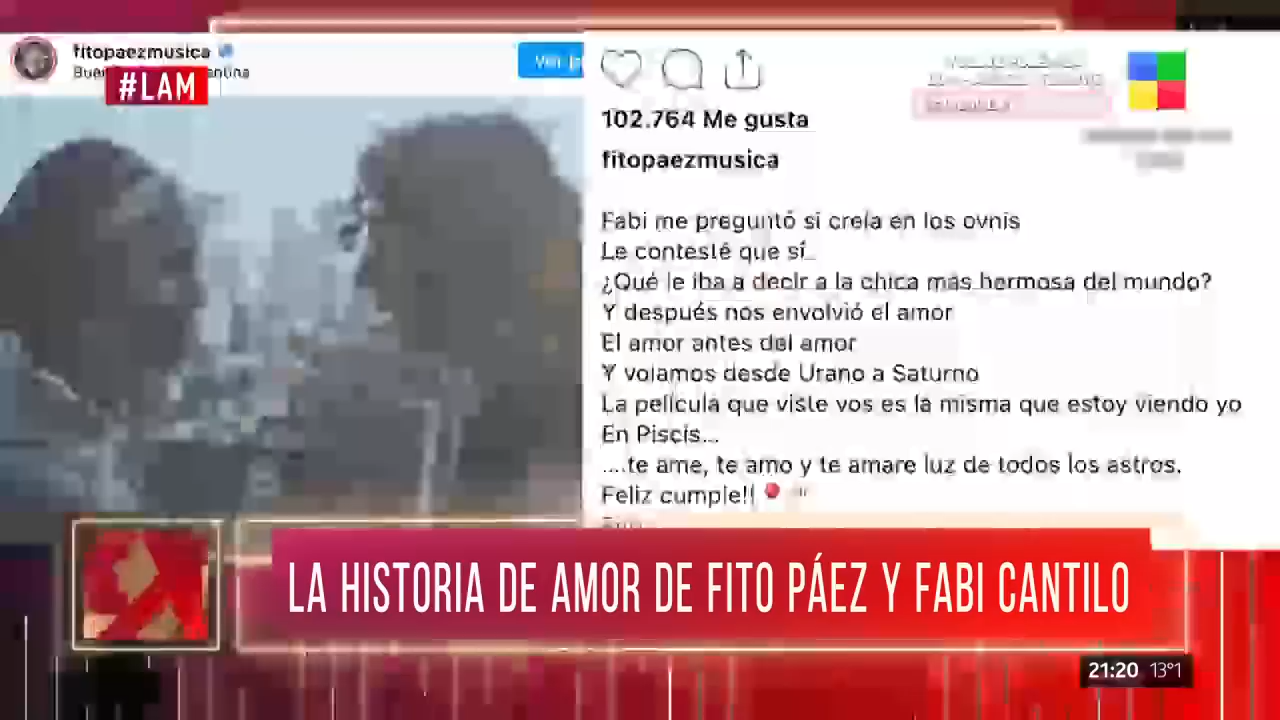 fitopaezmusica
#LAM
102.764 Me gusta
fitopaezmusica
Fabi me preguntó si creía en los ovnis
Le contesté que sí..
¿Qué le iba a decir a la chica más hermosa del mundo?
Y después nos envolvió el amor
El amor antes del amor
Y volamos desde Urano a Saturno
La película que viste vos es la misma que estoy viendo yo
En Piscis...
....te ame, te amo y te amare luz de todos los astros.
Feliz cumple!!
LA HISTORIA DE AMOR DE FITO PÁEZ Y FABI CANTILO
21:20 13°1